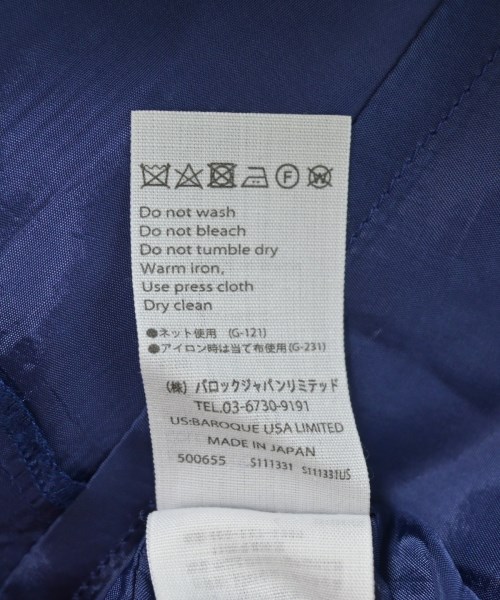 F W
Do not wash
Do not bleach
Do not tumble dry
Warm iron,
Use press cloth
Dry clean
●ネット使用 (G-121)
●アイロン時は当て布使用(G-231)
(株) バロックジャパンリミテッド
TEL.03-6730-9191
US:BAROQUE USA LIMITED
MADE IN JAPAN
500655 S111331 S111331US